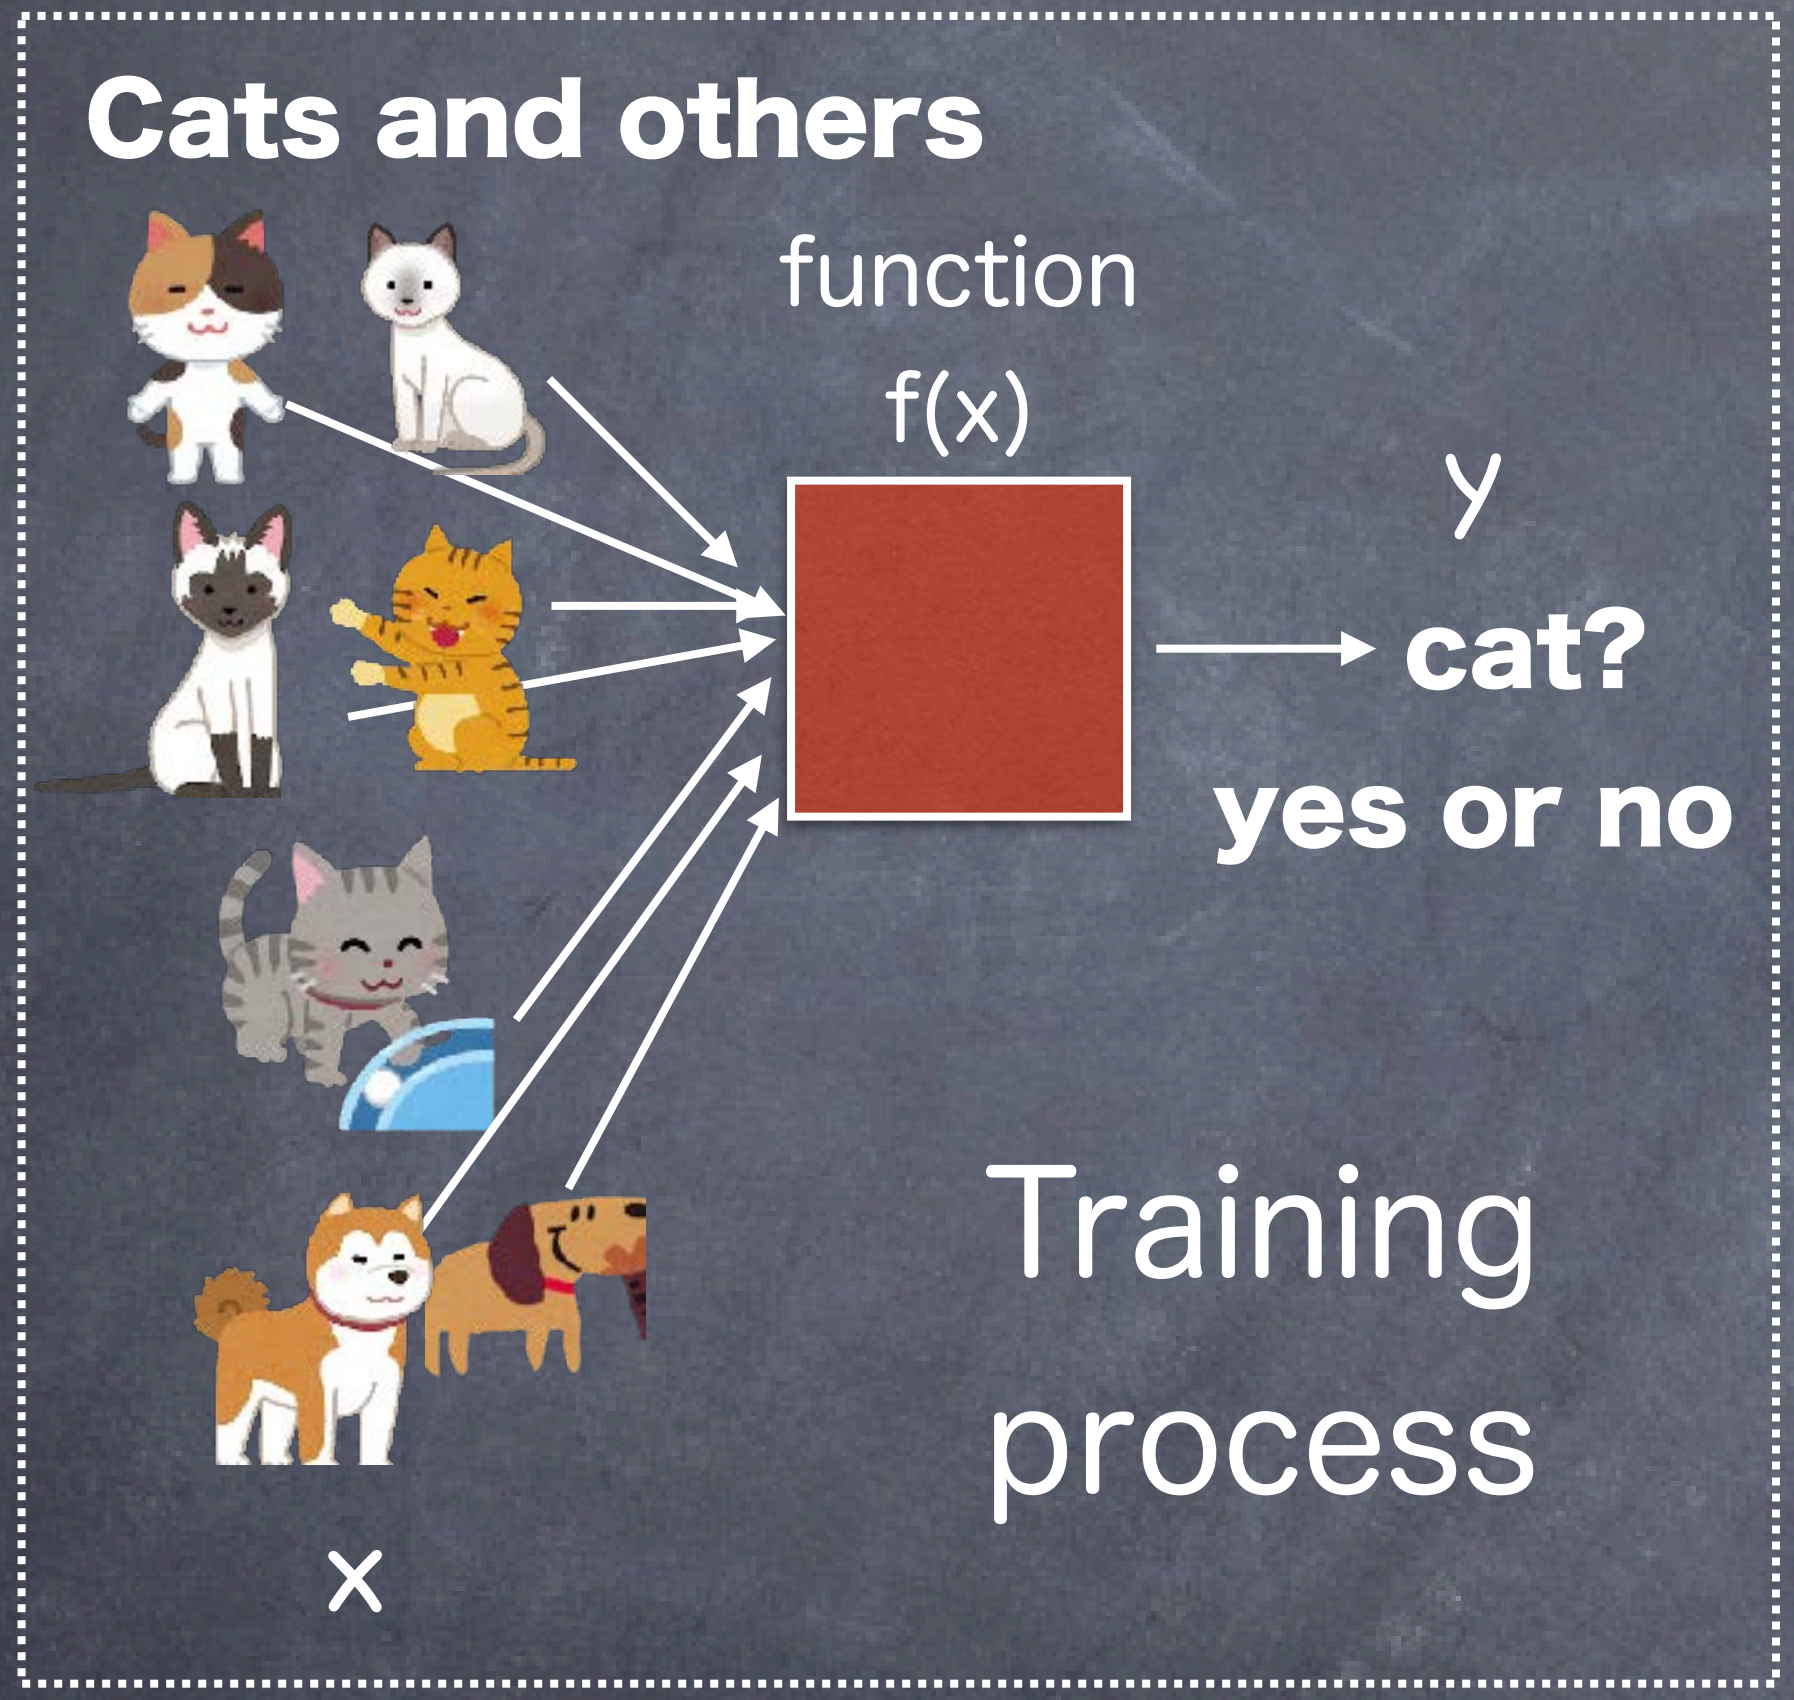 Cats and others
function
f(x)
y
cat?
yes or no
Training
process
x